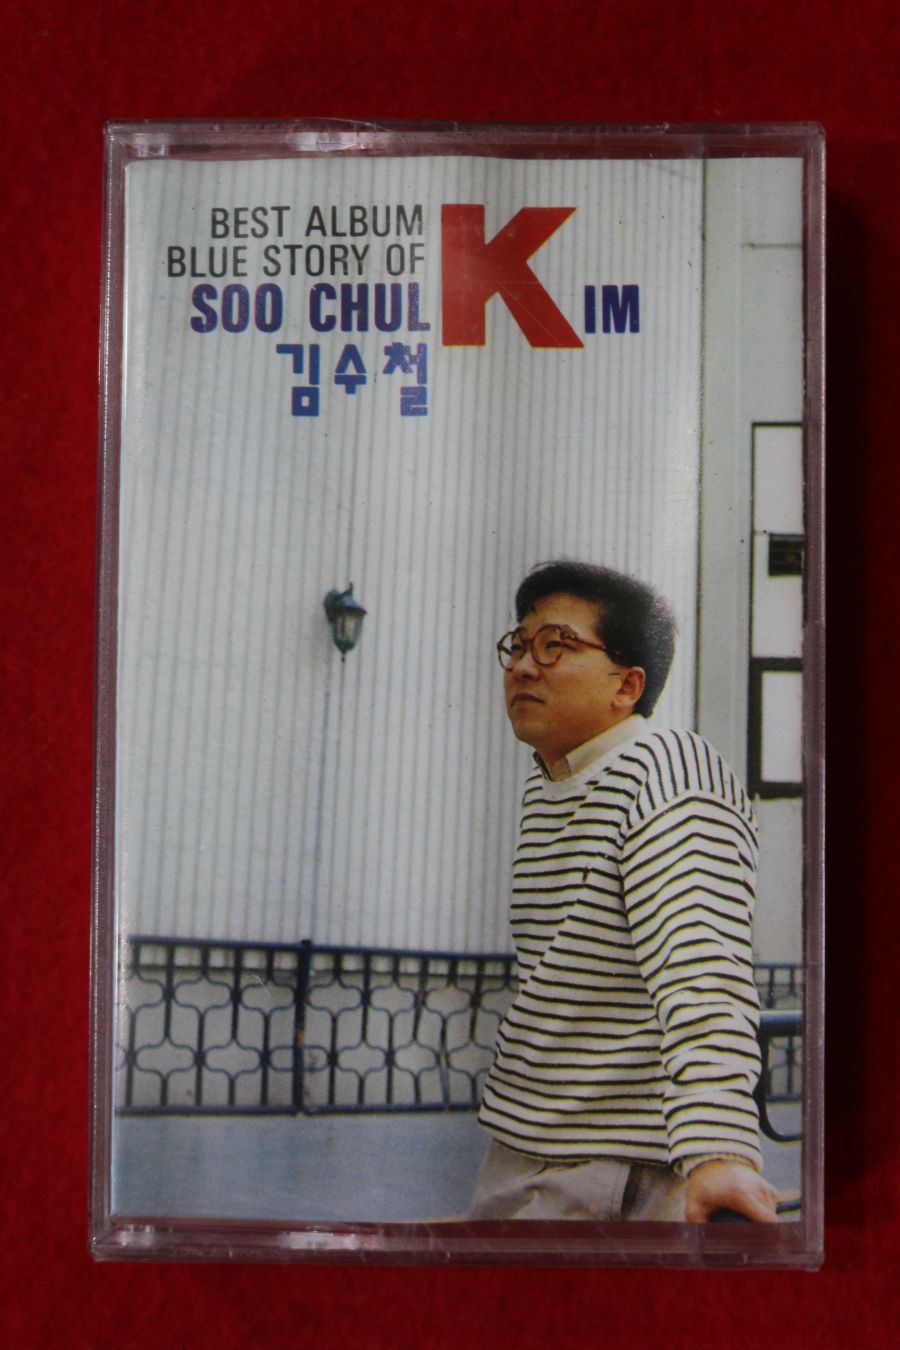 BEST ALBUM
BLUE STORY OF
SOO CHUL KIM
김수철